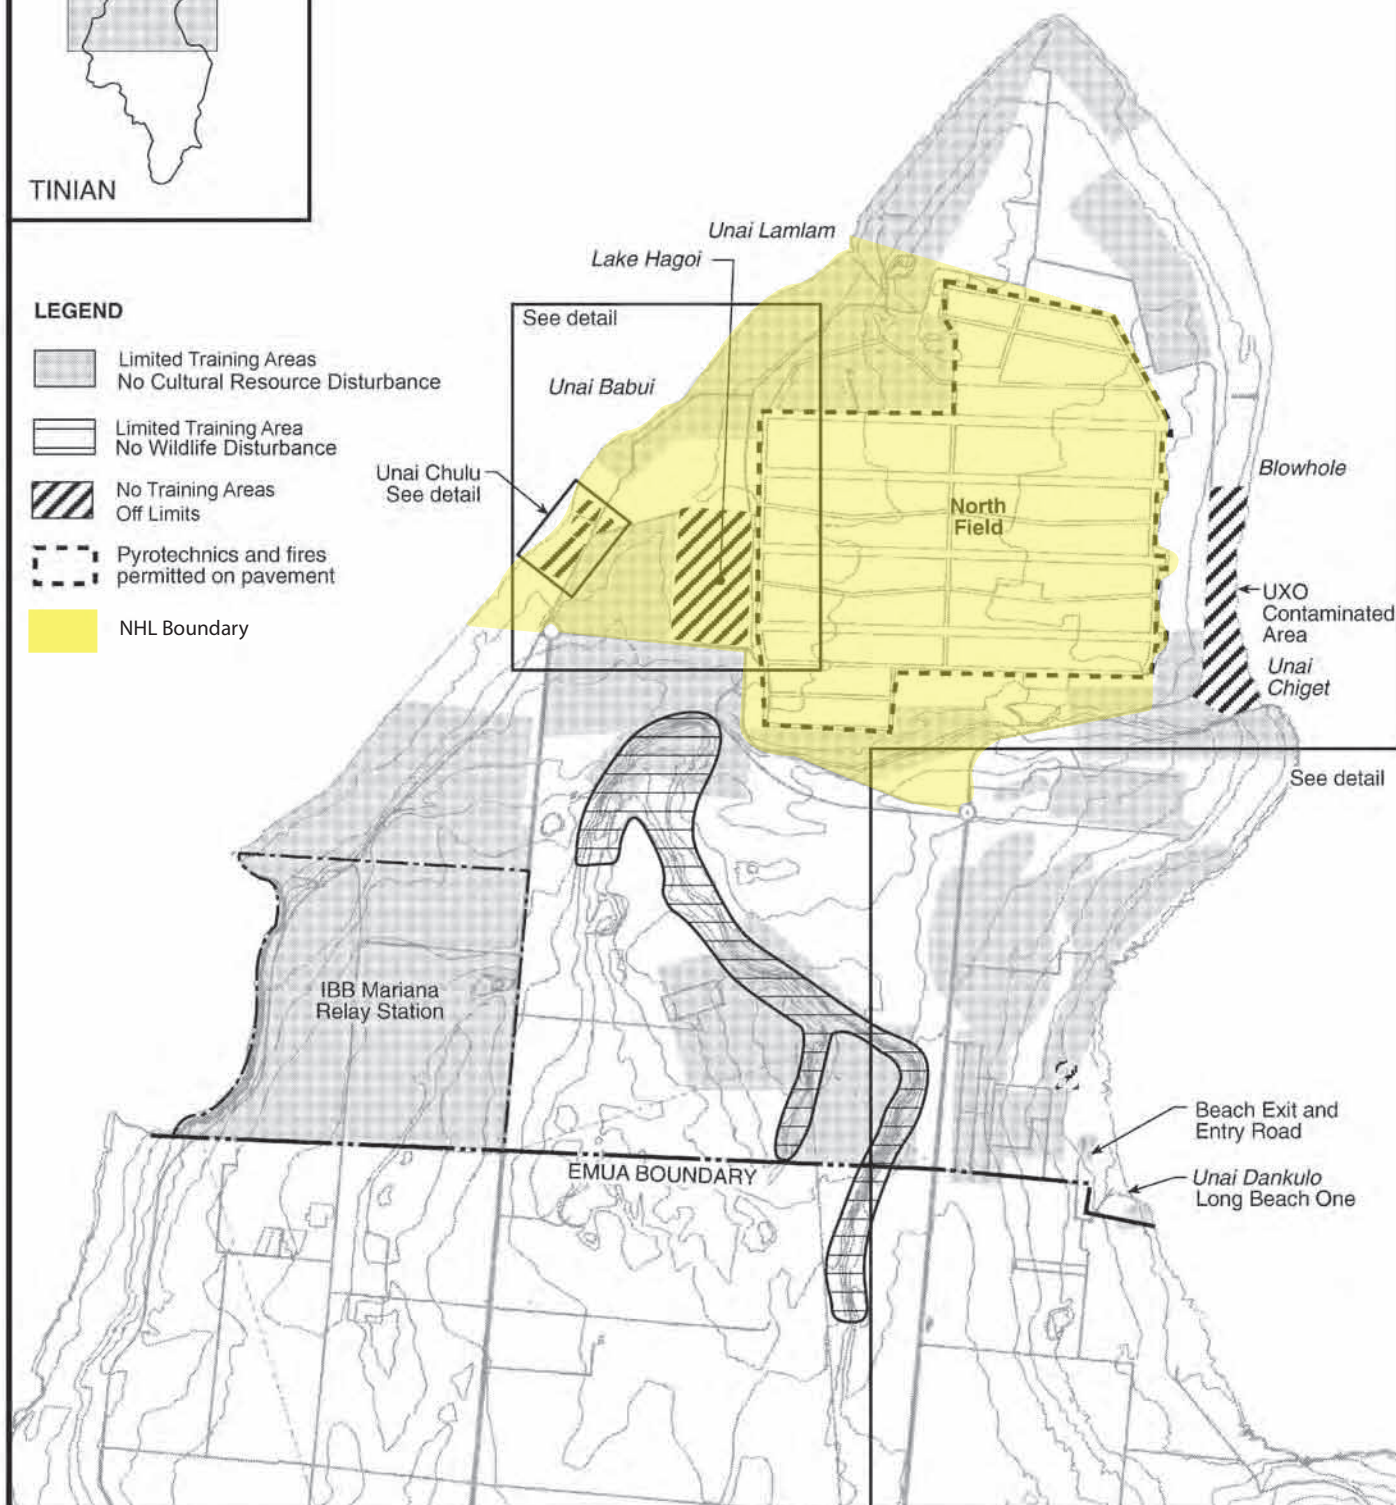 TINIAN
LEGEND
Limited Training Areas
No Cultural Resource Disturbance
Limited Training Area
No Wildlife Disturbance
No Training Areas
Off Limits
Pyrotechnics and fires
permitted on pavement
NHL Boundary
Unai Lamlam
Lake Hagoi
See detail
Unai Babui
Unai Chulu
See detail
North
Field
Blowhole
UXO
Contaminated
Area
Unai
Chiget
See detail
IBB Mariana
Relay Station
EMUA BOUNDARY
Beach Exit and
Entry Road
Unai Dankulo
Long Beach One